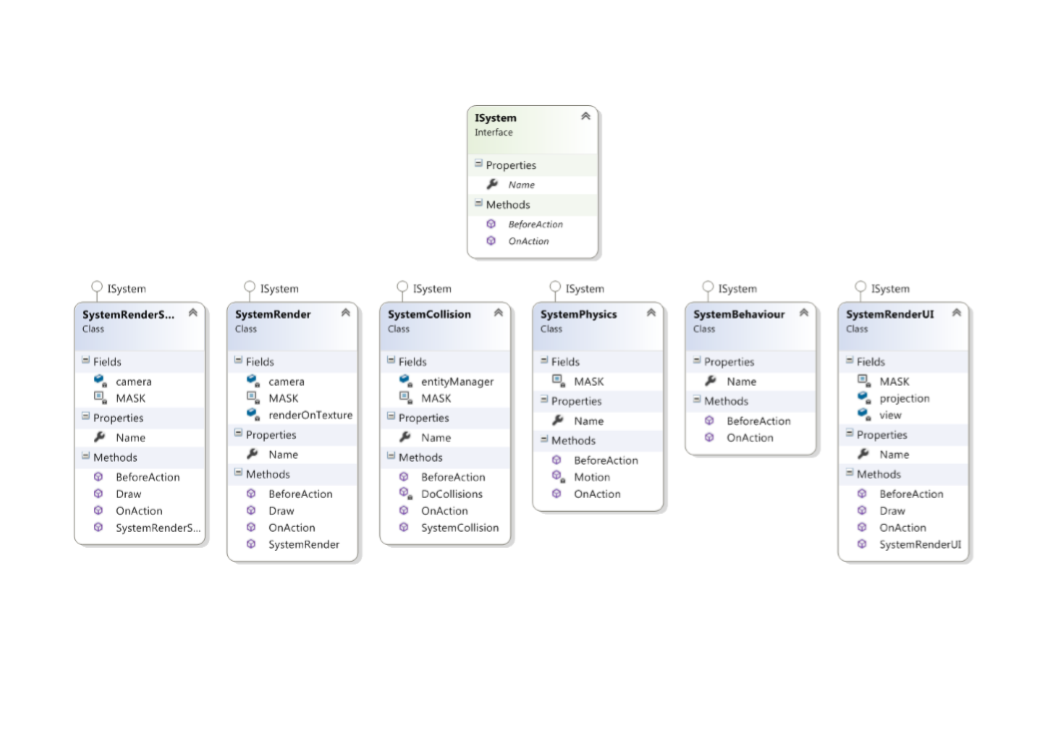 ISystem
Interface
Properties
Name
Methods
BeforeAction
OnAction
ISystem
SystemRenderS...
Class
Fields
camera
MASK
Properties
Name
Methods
BeforeAction
Draw
OnAction
SystemRenderS...
ISystem
SystemRender
Class
Fields
camera
MASK
renderOnTexture
Properties
Name
Methods
BeforeAction
Draw
OnAction
SystemRender
ISystem
SystemCollision
Class
Fields
entityManager
MASK
Properties
Name
Methods
BeforeAction
DoCollisions
OnAction
SystemCollision
ISystem
SystemPhysics
Class
Fields
MASK
Properties
Name
Methods
BeforeAction
Motion
OnAction
ISystem
SystemBehaviour
Class
Properties
Name
Methods
BeforeAction
OnAction
ISystem
SystemRenderUI
Class
Fields
MASK
projection
view
Properties
Name
Methods
BeforeAction
Draw
OnAction
SystemRenderUI